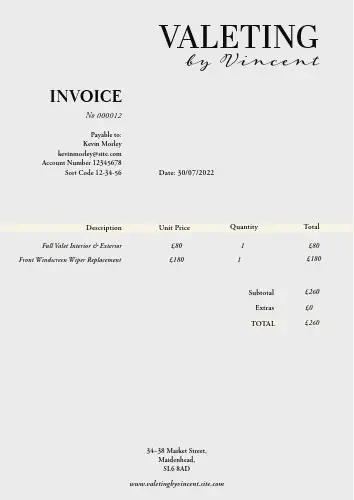 VALETING
by Vincent
INVOICE
No 000012
Payable to:
Kevin Morley
kevinmorley@site.com
Account Number 12345678
Sort Code 12-34-56
Date: 30/07/2022
Description Unit Price Quantity Total
Full Valet Interior & Exterior £80 1 £80
Front Windscreen Wiper Replacement £180 1 £180
Subtotal £260
Extras £0
TOTAL £260
34-38 Market Street,
Maidenhead,
SL6 8AD
www.valetingbyvincent.site.com